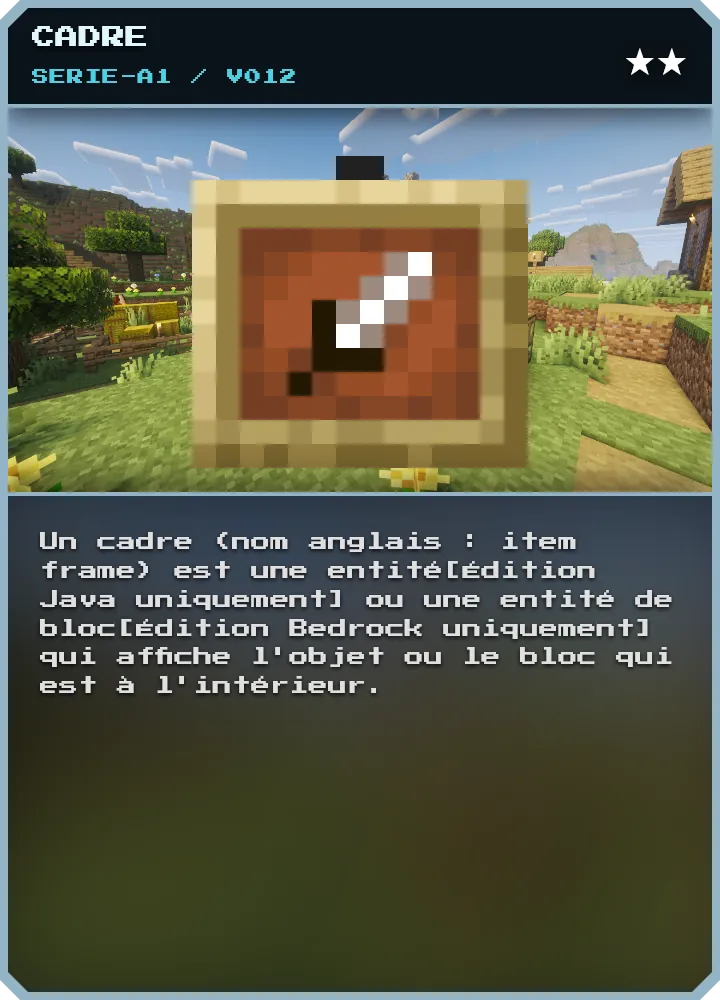 CADRE
SERIE-A1 / V012
★★
Un cadre (nom anglais : item
frame) est une entité[Édition
Java uniquement] ou une entité de
bloc[Édition Bedrock uniquement]
qui affiche l'objet ou le bloc qui
est à l'intérieur.